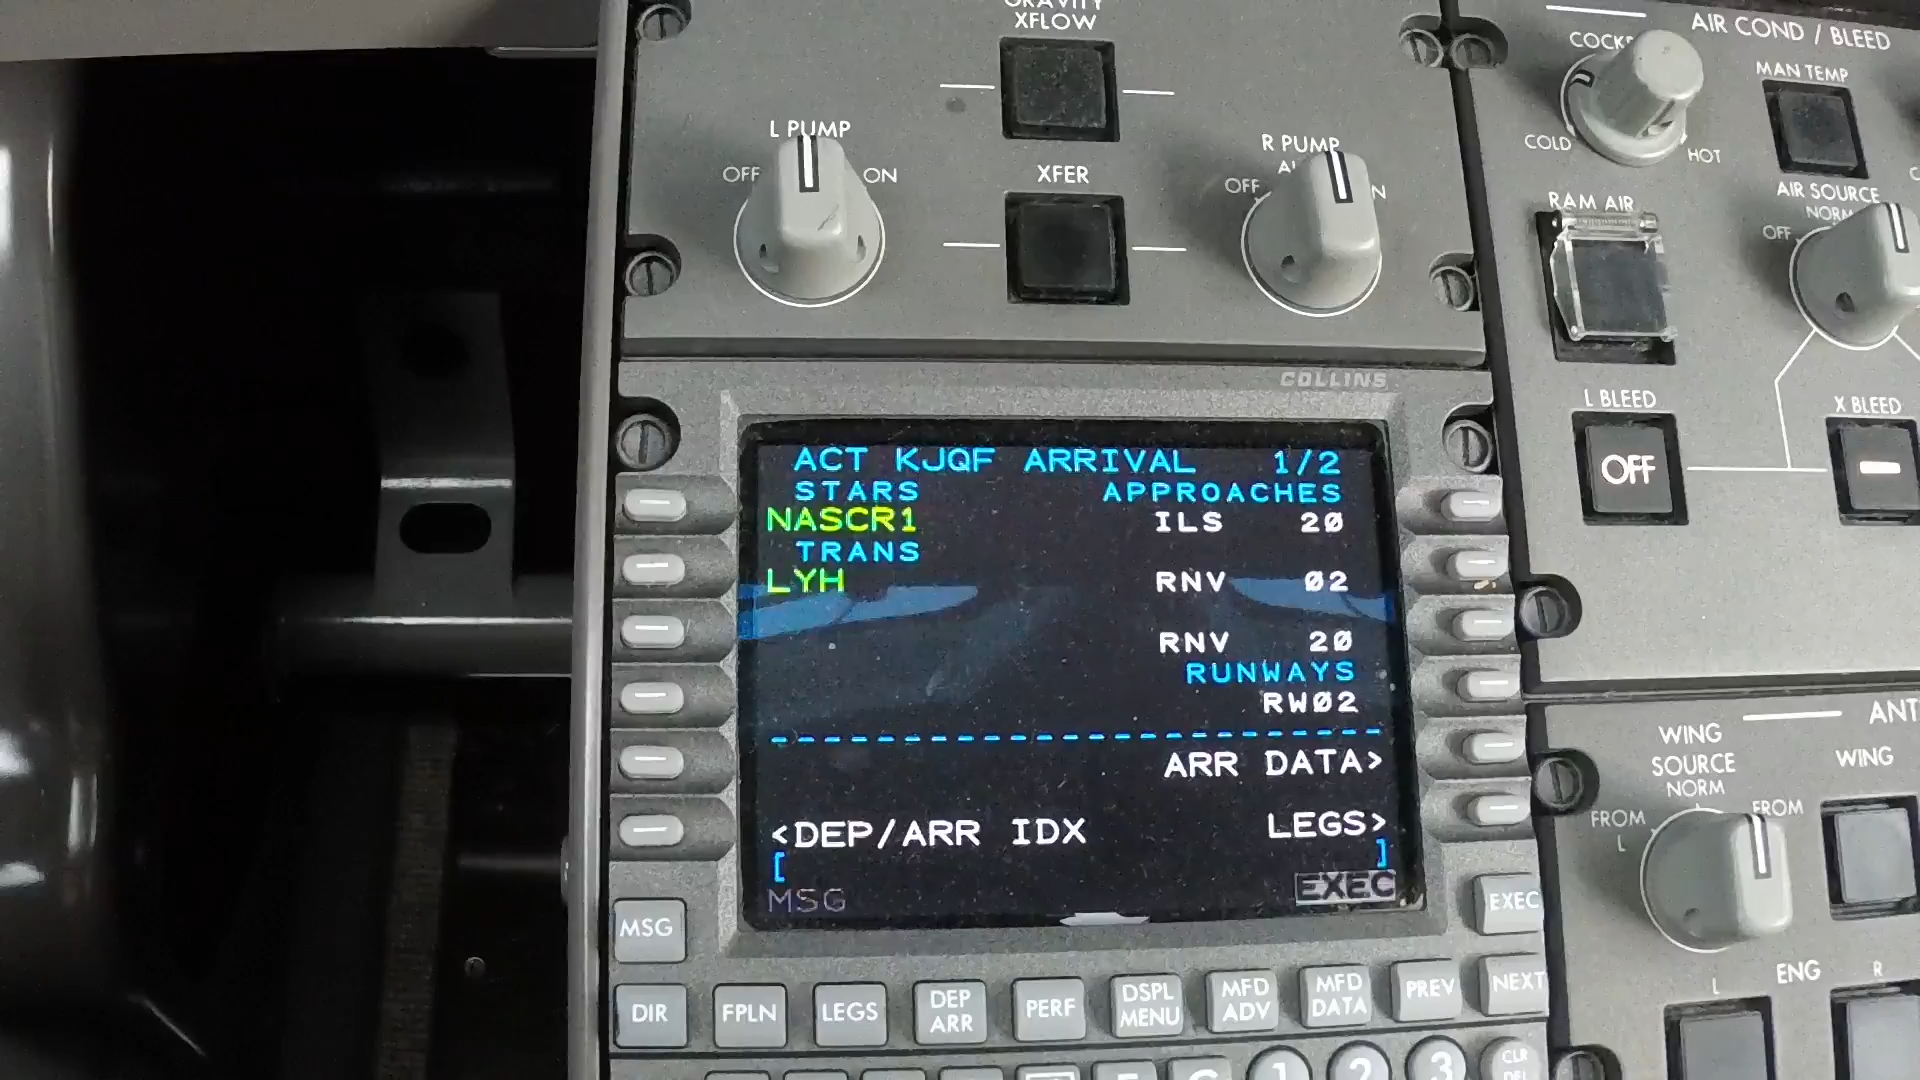 GRAVITY
XFLOW
L PUMP
OFF
ON
XFER
R PUMP
OFF
AIR COND / BLEED
MAN TEMP
COLD
HOT
RAM AIR
AIR SOURCE
NORM
OFF
L BLEED
OFF
X BLEED
COLLINS
ACT KJQF ARRIVAL 1/2
STARS APPROACHES
NASCR1 ILS 20
TRANS
LYH RNV 02
RNV 20
RUNWAYS
RW02
ARR DATA>
<DEP/ARR IDX LEGS>
[ ]
MSG EXEC
MSG
EXEC
DIR
FPLN
LEGS
DEP
ARR
PERF
DSPL
MENU
MFD
ADV
MFD
DATA
PREV
NEXT
1
2
3
CLR
DEL
WING
SOURCE
NORM
FROM
L
FROM
WING
ENG
L
R